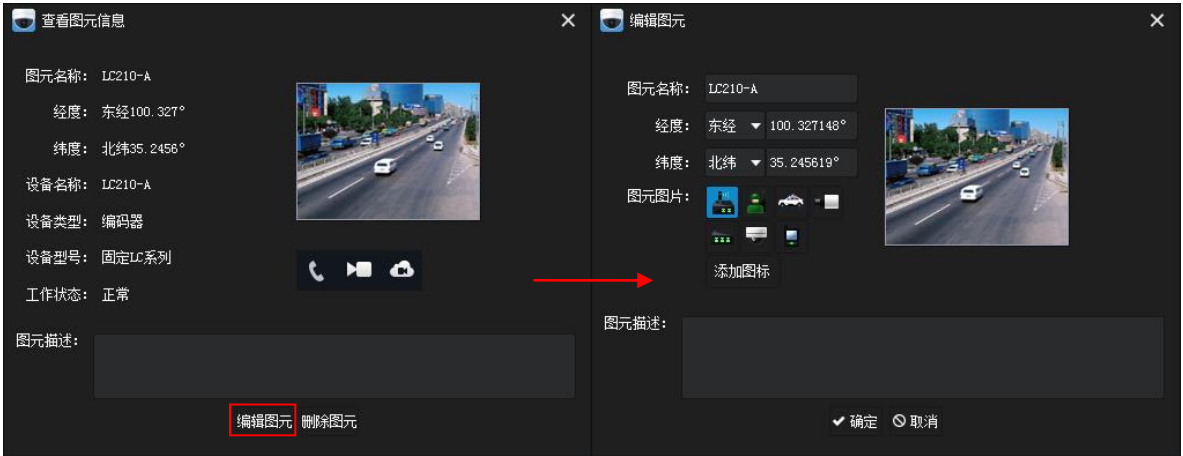 查看图元信息
图元名称： LC210-A
经度： 东经100.327°
纬度： 北纬35.2456°
设备名称： LC210-A
设备类型： 编码器
设备型号： 固定LC系列
工作状态： 正常
图元描述：
编辑图元 删除图元
编辑图元
图元名称： LC210-A
经度： 东经 100.327148°
纬度： 北纬 35.245619°
图元图片：
添加图标
图元描述：
确定 取消